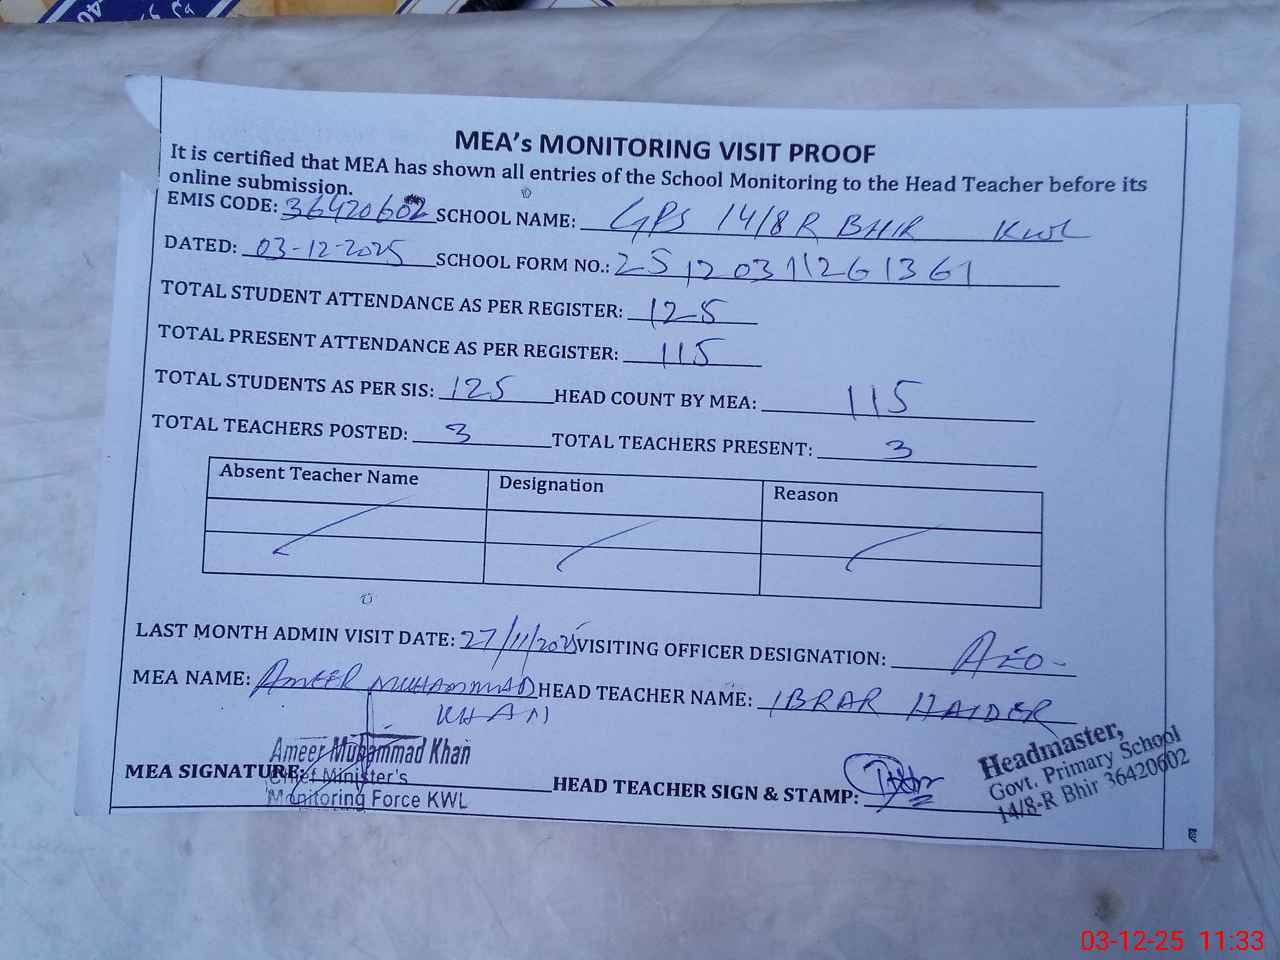 MEA's MONITORING VISIT PROOF
It is certified that MEA has shown all entries of the School Monitoring to the Head Teacher before its
online submission.
EMIS CODE: 36420602 SCHOOL NAME: GPS 14/8R BHIR KWL
DATED: 03-12-2025 SCHOOL FORM NO.: 25120311261361
TOTAL STUDENT ATTENDANCE AS PER REGISTER: 125
TOTAL PRESENT ATTENDANCE AS PER REGISTER: 115
TOTAL STUDENTS AS PER SIS: 125 HEAD COUNT BY MEA: 115
TOTAL TEACHERS POSTED: 3 TOTAL TEACHERS PRESENT: 3
Absent Teacher Name Designation Reason
LAST MONTH ADMIN VISIT DATE: 27/11/2025 VISITING OFFICER DESIGNATION: AEO-
MEA NAME: AMEER MUHAMMAD HEAD TEACHER NAME: IBRAR HAIDER
KHAN
Ameer Muhammad Khan
MEA SIGNATURE: Chief Minister's
Monitoring Force KWL
HEAD TEACHER SIGN & STAMP:
Headmaster,
Govt. Primary School
14/8-R Bhir 36420602
03-12-25 11:33